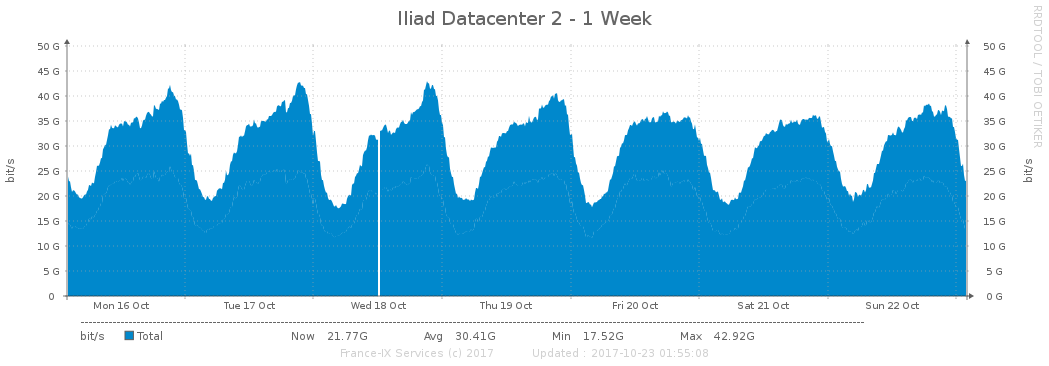 Iliad Datacenter 2 - 1 Week
RRDTOOL / TOBI OETIKER
bit/s
bit/s
50 G 50 G
45 G 45 G
40 G 40 G
35 G 35 G
30 G 30 G
25 G 25 G
20 G 20 G
15 G 15 G
10 G 10 G
5 G 5 G
0 0 G
Mon 16 Oct Tue 17 Oct Wed 18 Oct Thu 19 Oct Fri 20 Oct Sat 21 Oct Sun 22 Oct
bit/s Total Now 21.77G Avg 30.41G Min 17.52G Max 42.92G
France-IX Services (c) 2017 Updated : 2017-10-23 01:55:08